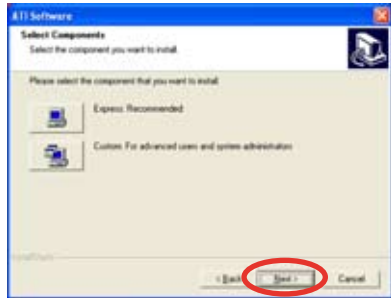 ATI Software
Select Components
Select the component you want to install.
Please select the component that you want to install.
Express: Recommended
Custom: For advanced users and system administrators
< Back
Next >
Cancel